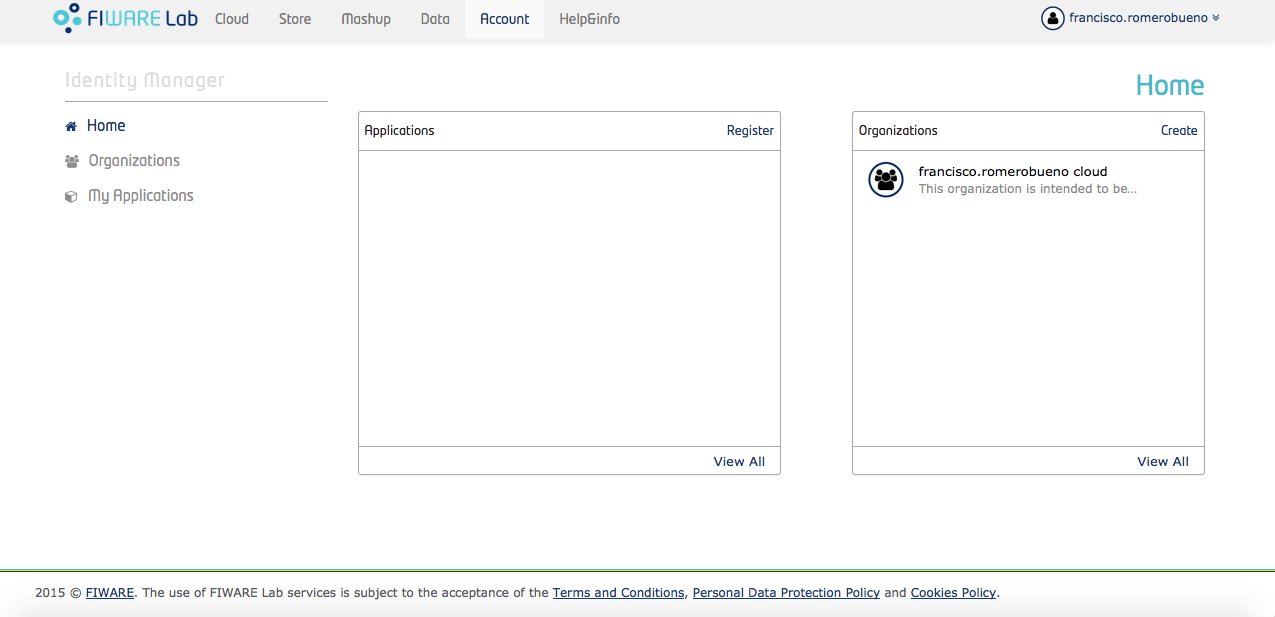 FIWARE Lab Cloud Store Mashup Data Account Help&info francisco.romerobueno
Identity Manager
Home
Home
Organizations
My Applications
Applications Register
View All
Organizations Create
francisco.romerobueno cloud
This organization is intended to be...
View All
2015 © FIWARE. The use of FIWARE Lab services is subject to the acceptance of the Terms and Conditions, Personal Data Protection Policy and Cookies Policy.